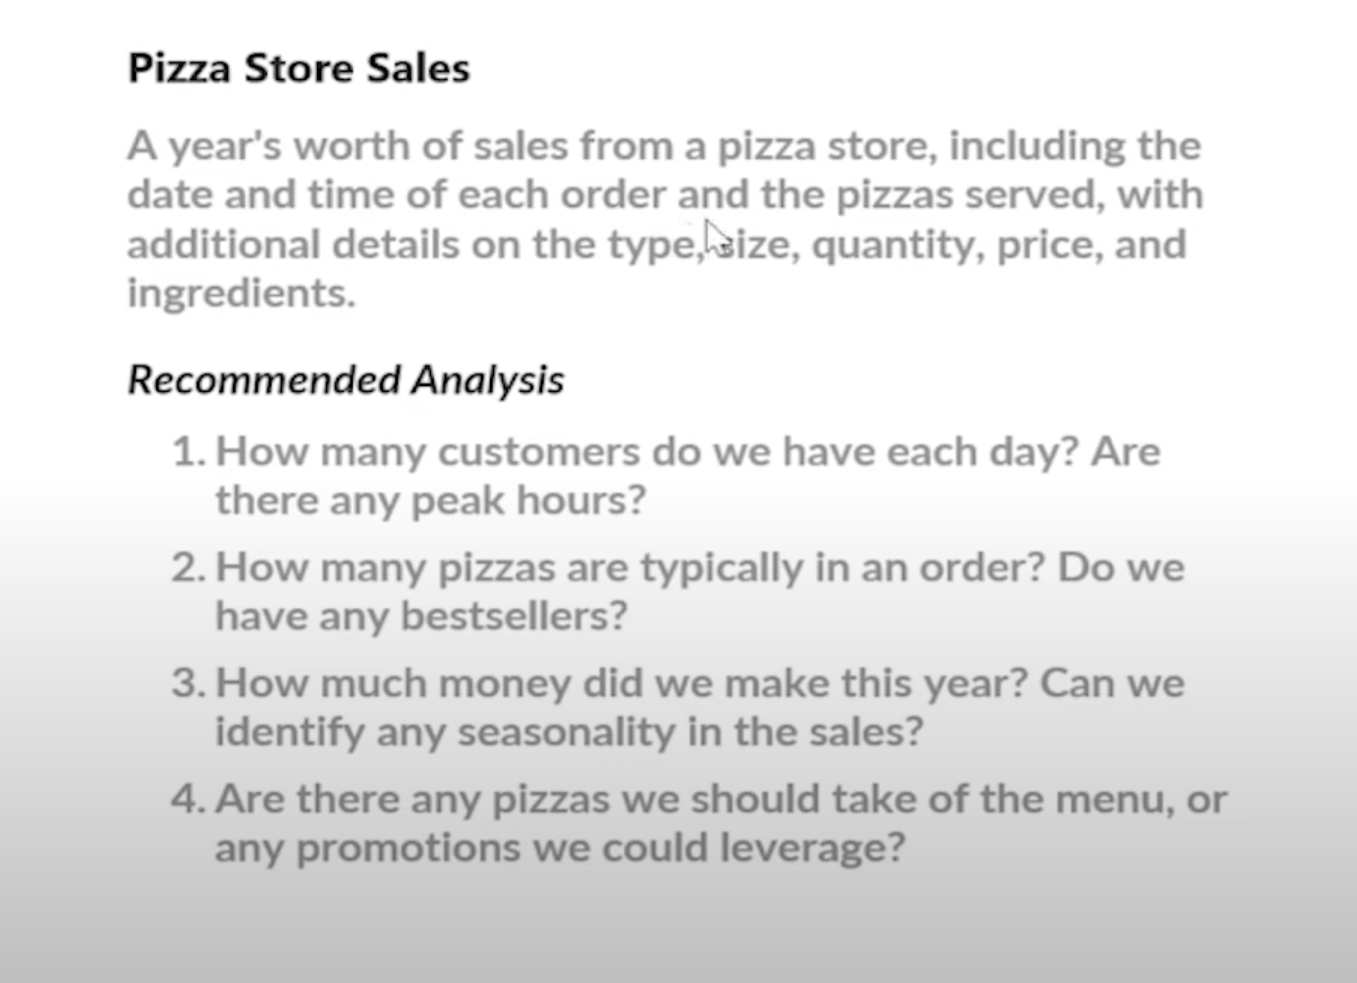 Pizza Store Sales
A year's worth of sales from a pizza store, including the
date and time of each order and the pizzas served, with
additional details on the type, size, quantity, price, and
ingredients.
Recommended Analysis
1. How many customers do we have each day? Are
there any peak hours?
2. How many pizzas are typically in an order? Do we
have any bestsellers?
3. How much money did we make this year? Can we
identify any seasonality in the sales?
4. Are there any pizzas we should take of the menu, or
any promotions we could leverage?